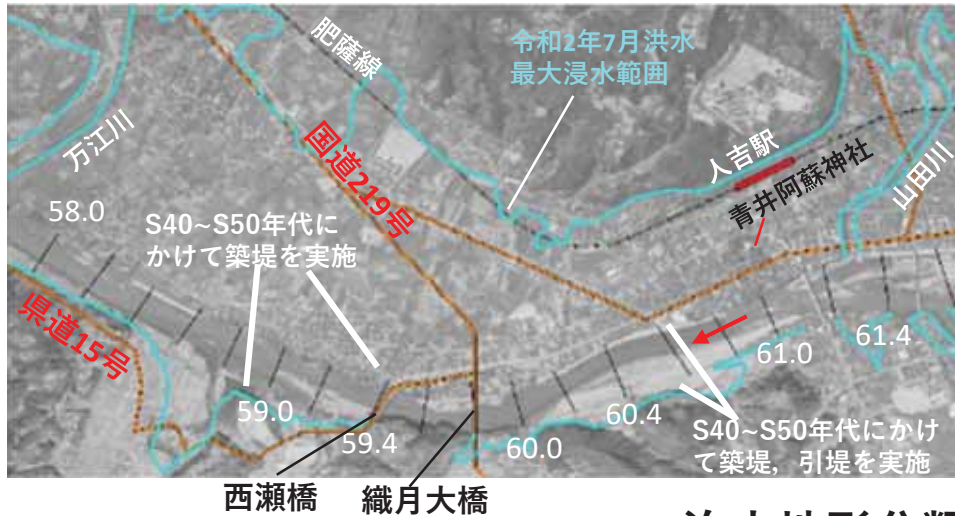 令和2年7月洪水
最大浸水範囲
肥薩線
万江川
国道219号
人吉駅
青井阿蘇神社
山田川
58.0
S40~S50年代に
かけて築堤を実施
県道15号
59.0
59.4
60.0
60.4
61.0
61.4
S40~S50年代にかけ
て築堤，引堤を実施
西瀬橋
織月大橋